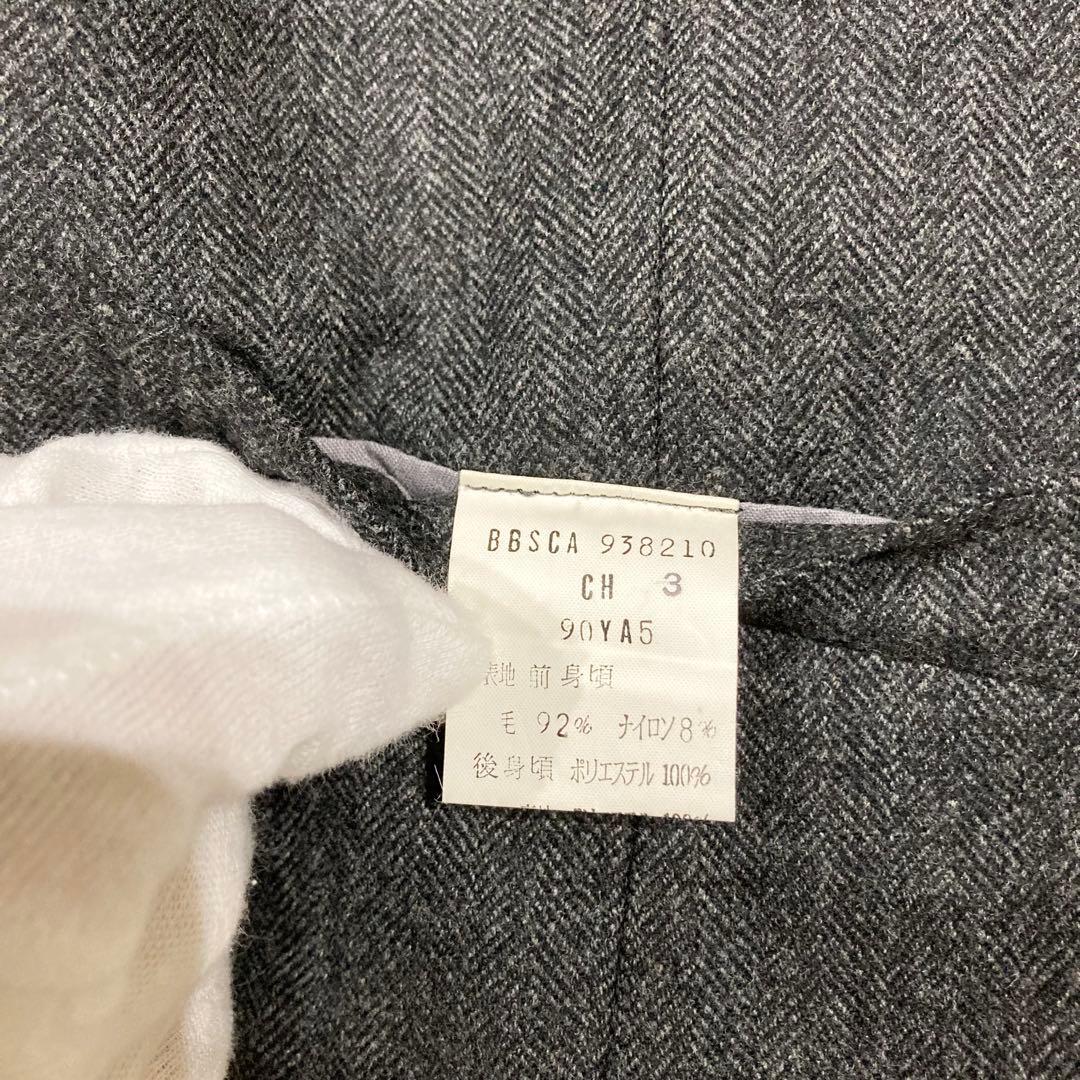 BBSCA 938210
CH 3
90YA5
表地 前身頃
毛 92% ナイロン8%
後身頃 ポリエステル 100%